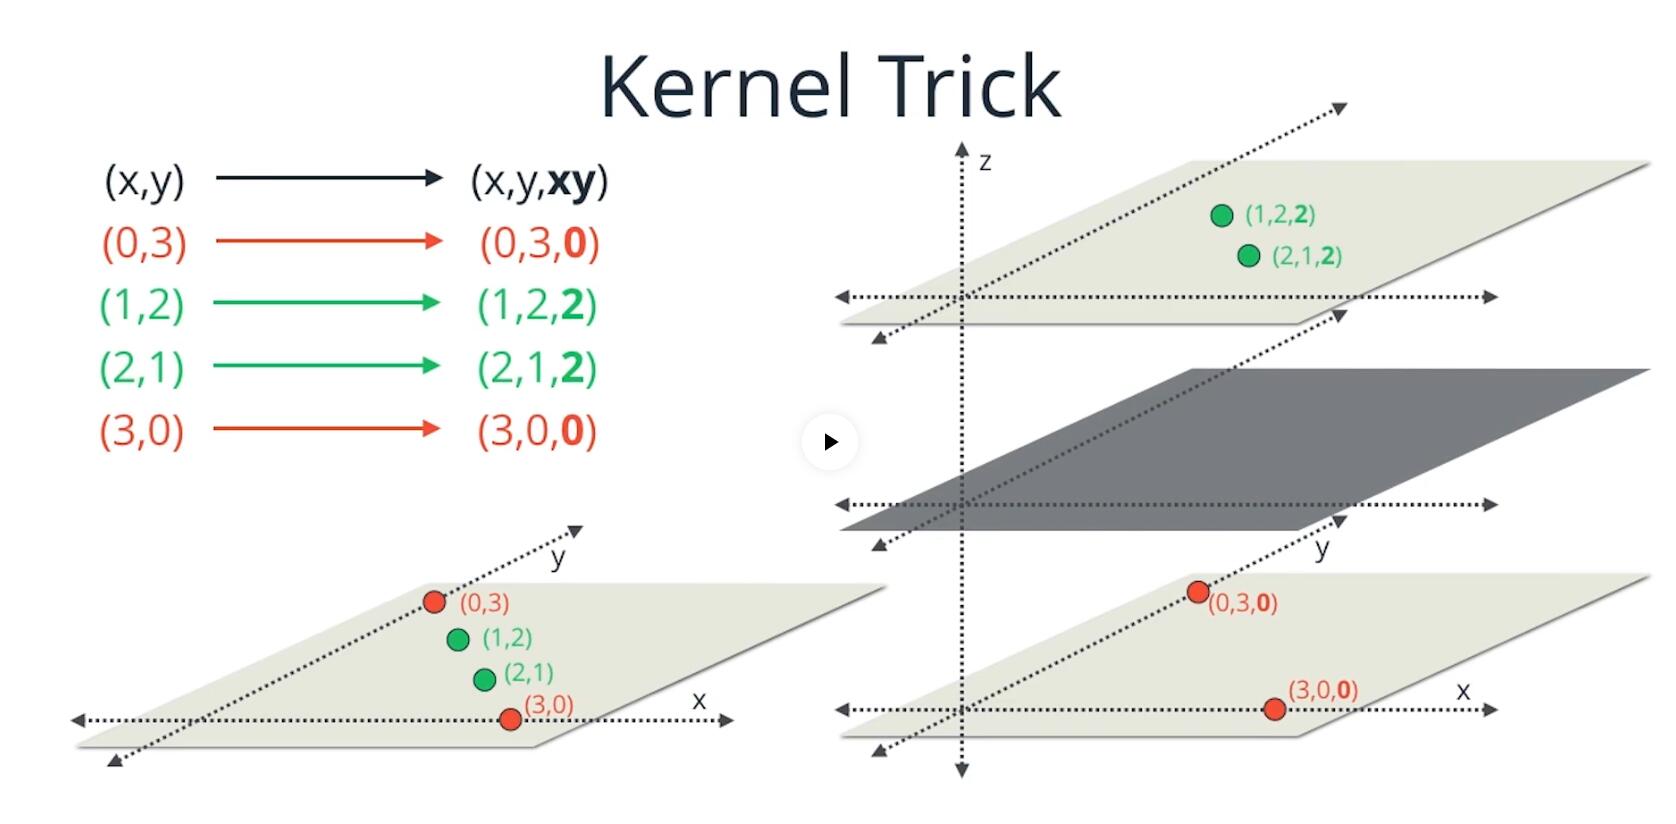 Kernel Trick
(x,y) (x,y,xy)
(0,3) (0,3,0)
(1,2) (1,2,2)
(2,1) (2,1,2)
(3,0) (3,0,0)
y
(0,3)
(1,2)
(2,1)
(3,0)
x
z
(1,2,2)
(2,1,2)
y
(0,3,0)
(3,0,0)
x